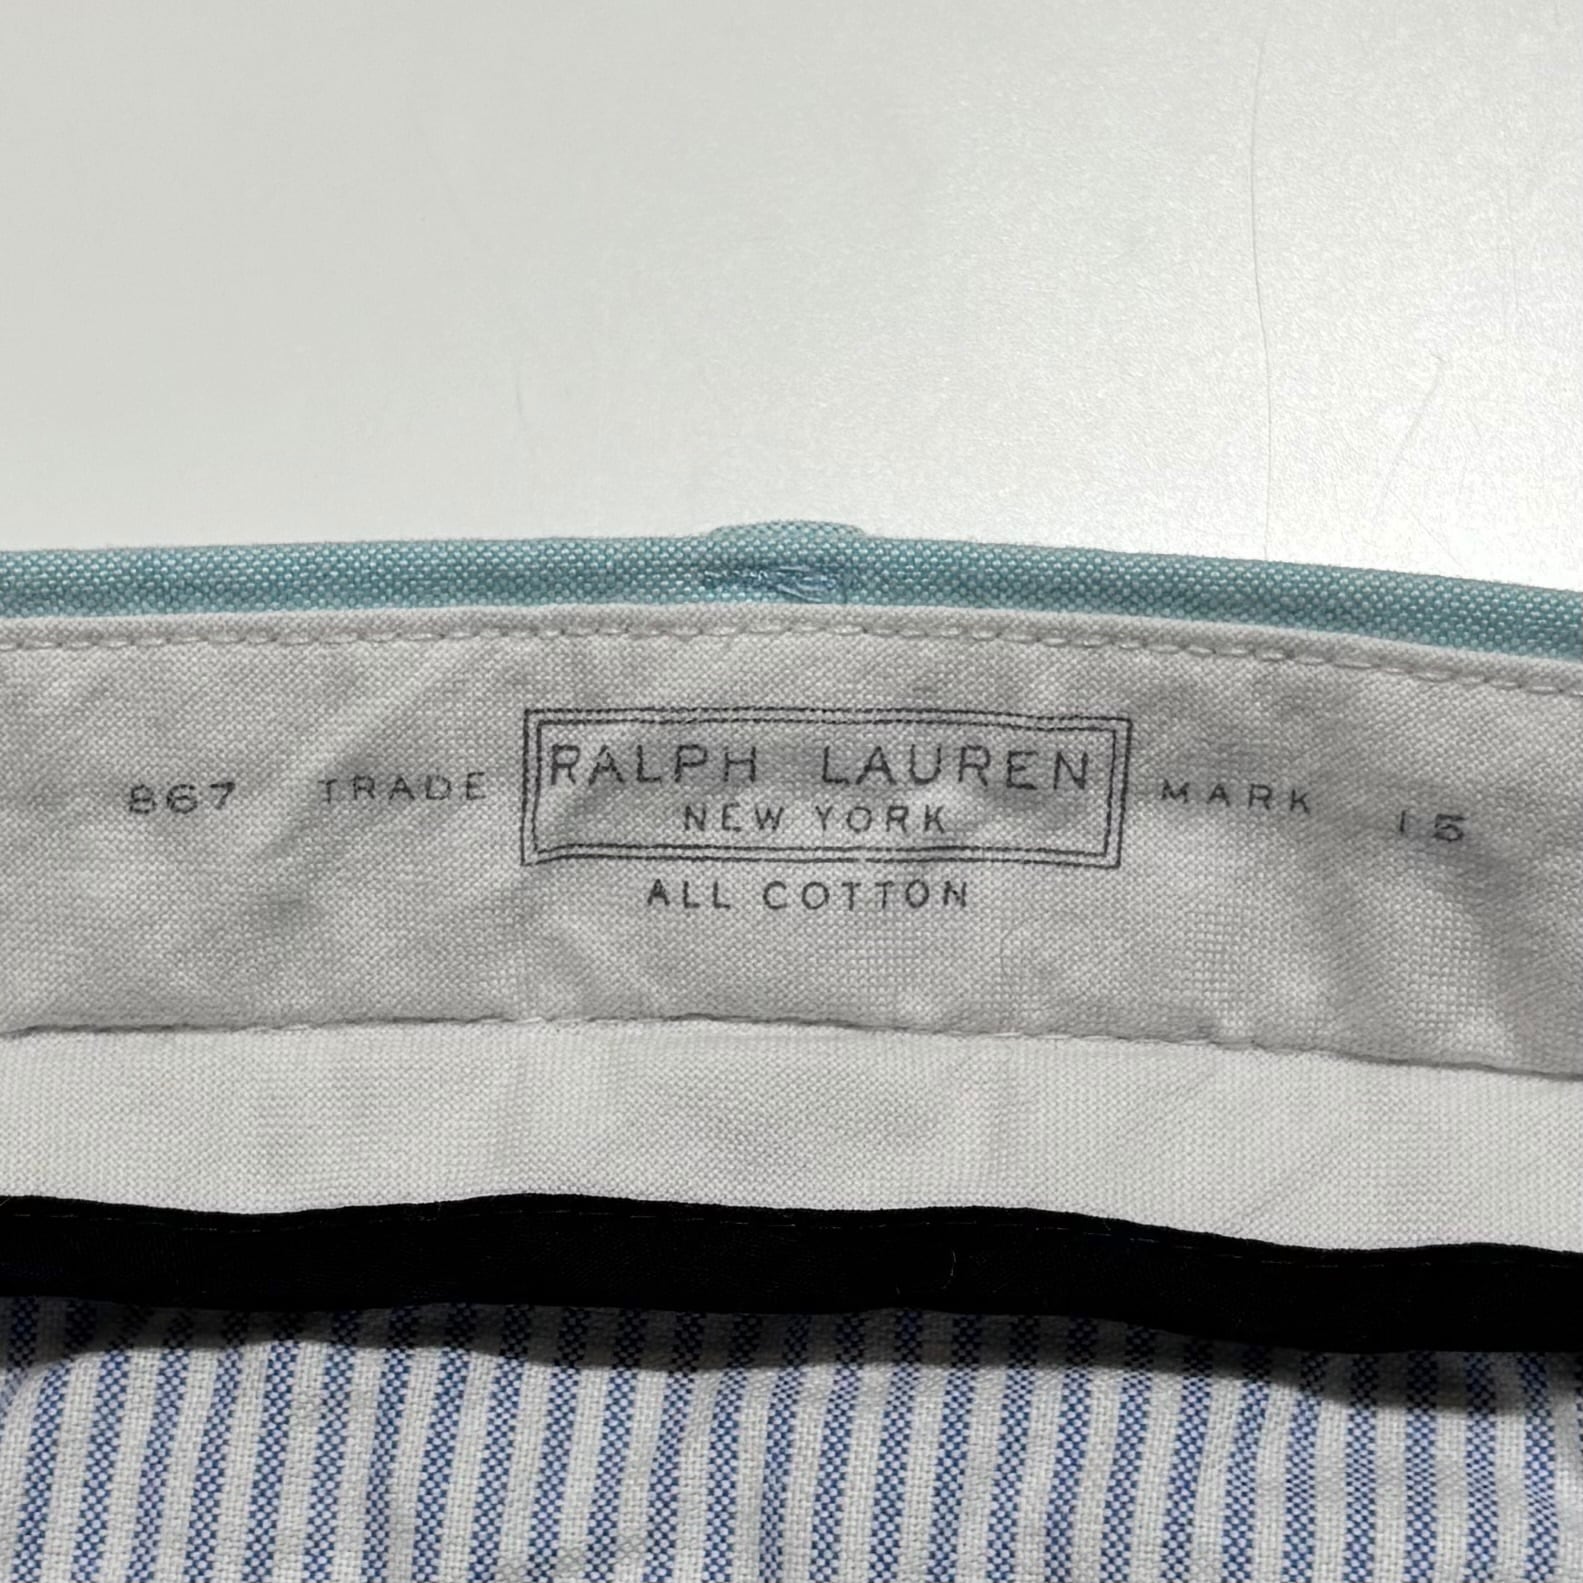 867 TRADE RALPH LAUREN MARK 15
NEW YORK
ALL COTTON